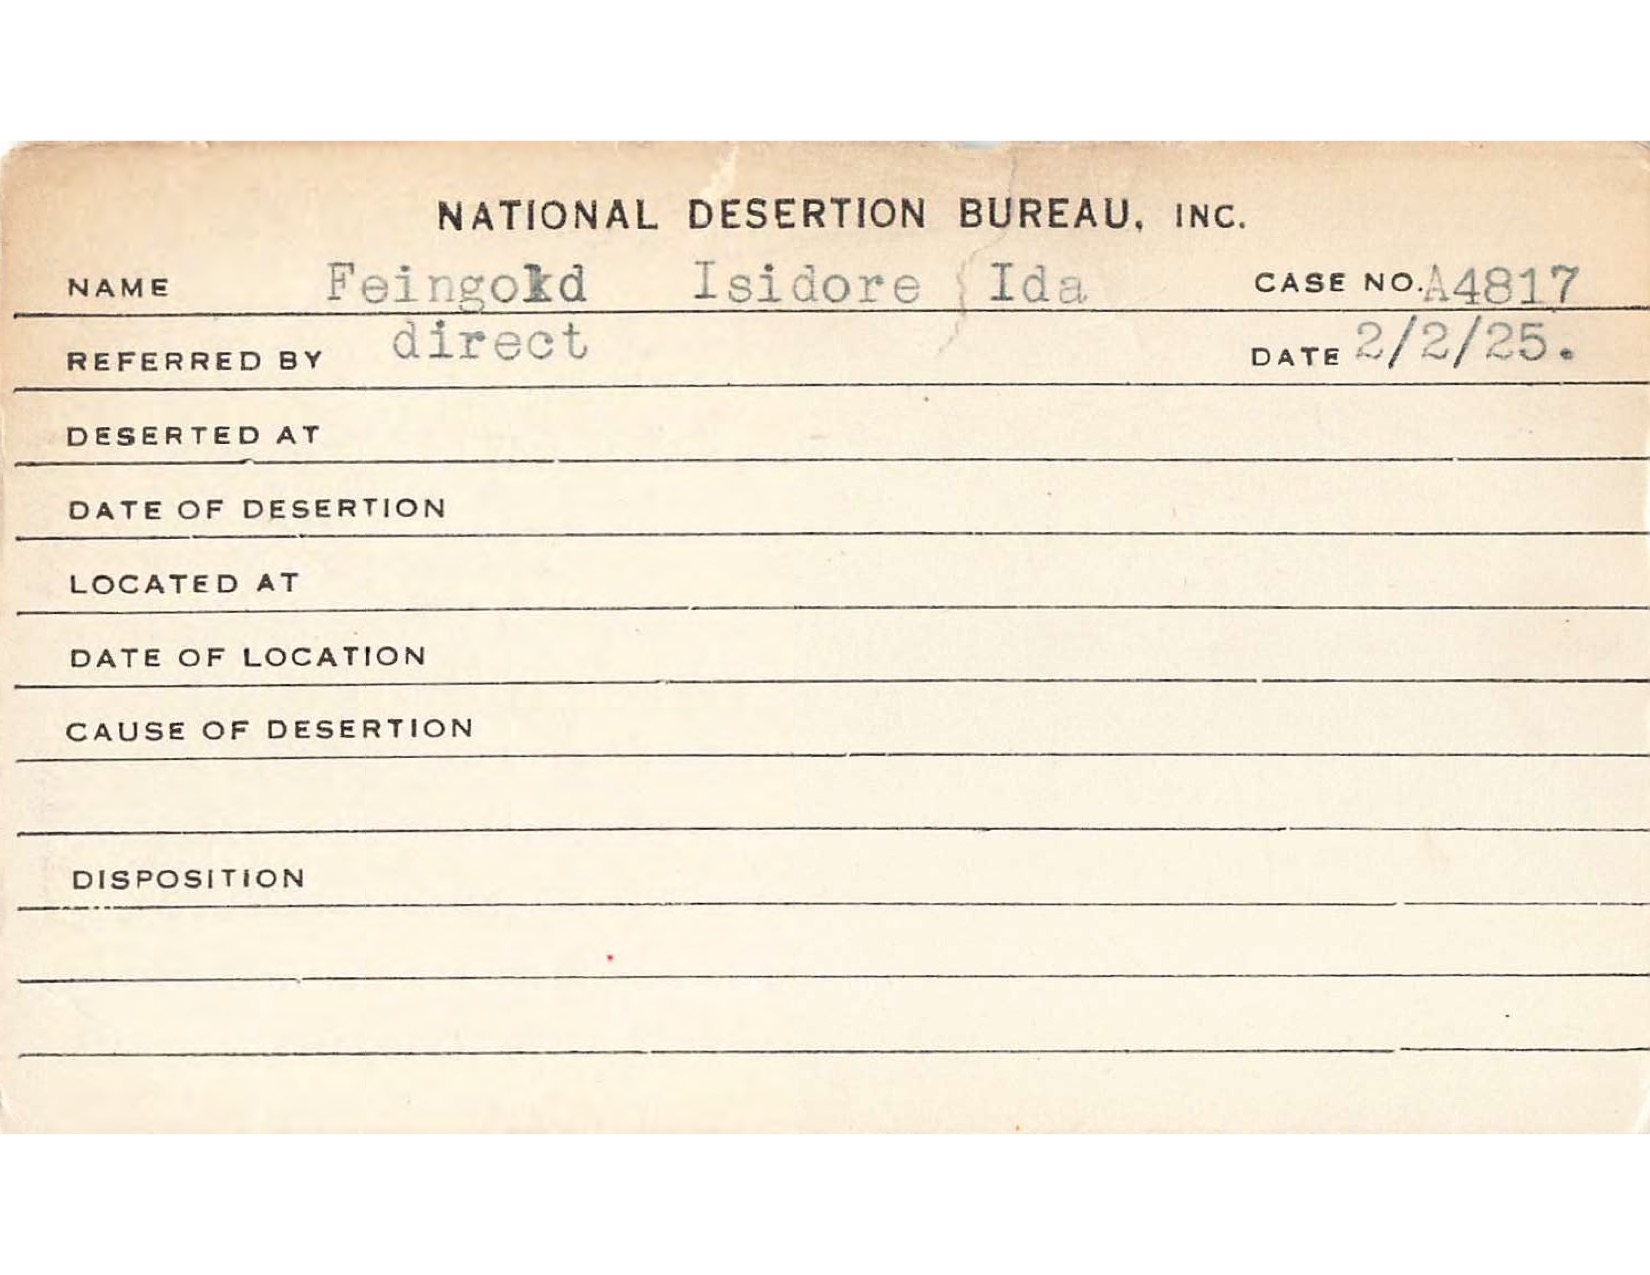 NATIONAL DESERTION BUREAU, INC.
NAME Feingold Isidore Ida CASE NO. A4817
REFERRED BY direct DATE 2/2/25.
DESERTED AT
DATE OF DESERTION
LOCATED AT
DATE OF LOCATION
CAUSE OF DESERTION
DISPOSITION